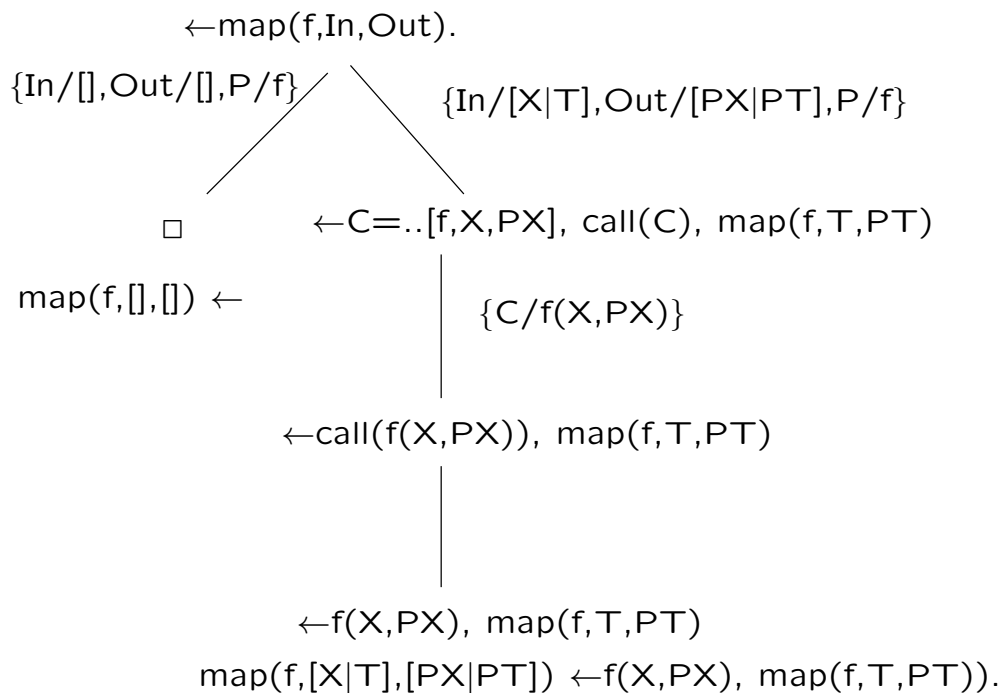 ←map(f,In,Out).
{In/[],Out/[],P/f}
{In/[X|T],Out/[PX|PT],P/f}
□
←C=..[f,X,PX], call(C), map(f,T,PT)
map(f,[],[]) ←
{C/f(X,PX)}
←call(f(X,PX)), map(f,T,PT)
←f(X,PX), map(f,T,PT)
map(f,[X|T],[PX|PT]) ←f(X,PX), map(f,T,PT)).